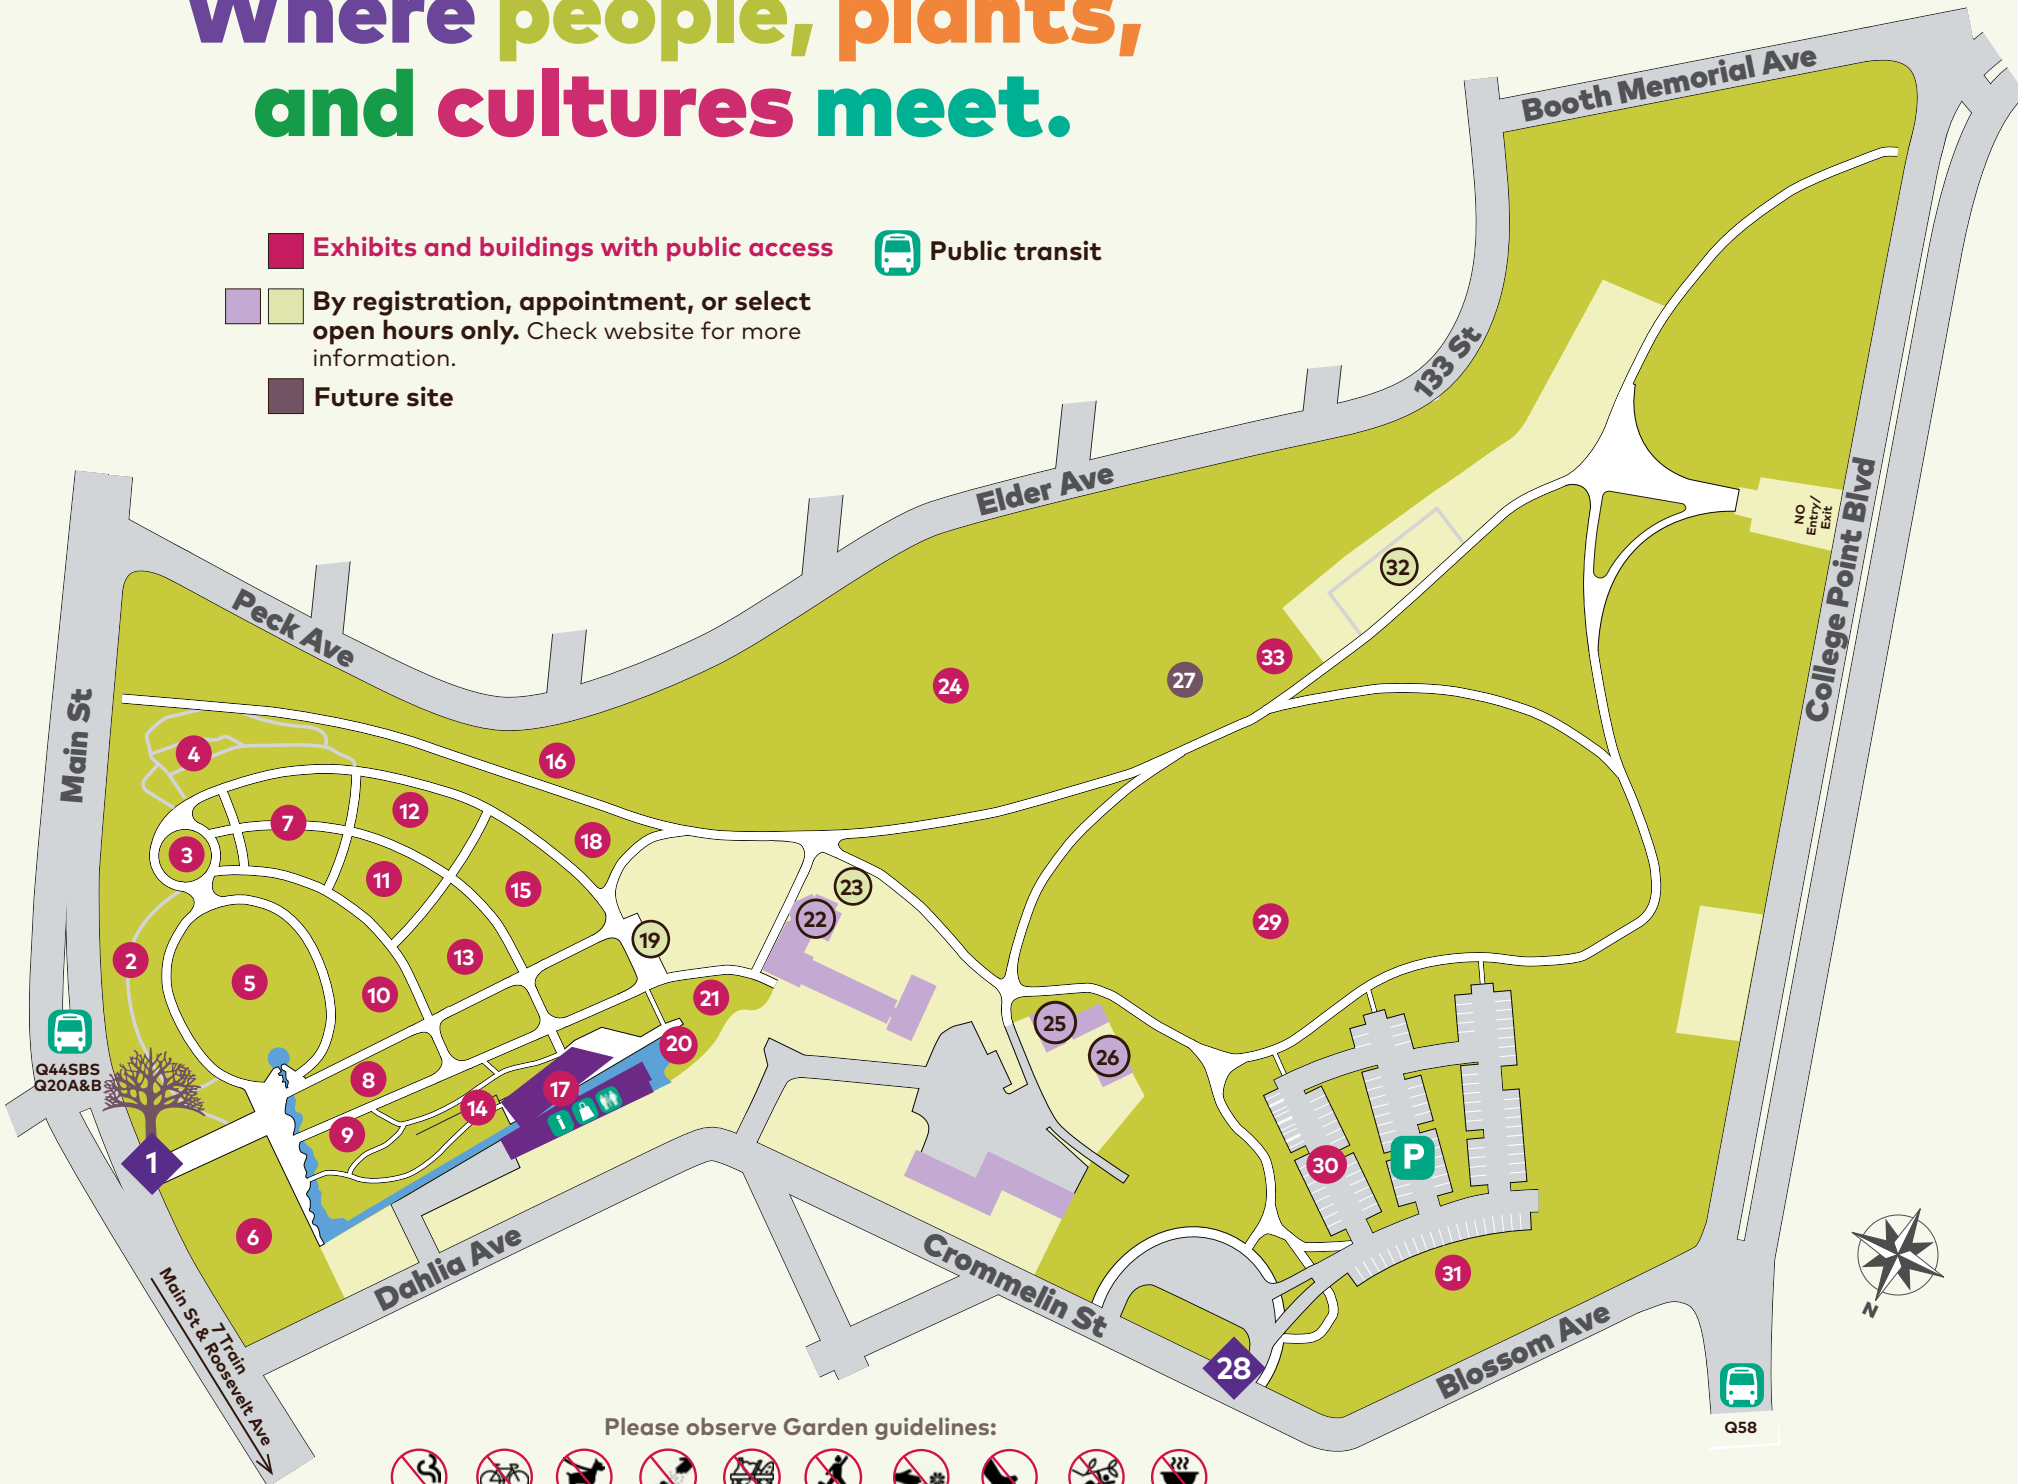 Where people, plants,
and cultures meet.
Exhibits and buildings with public access
Public transit
By registration, appointment, or select
open hours only. Check website for more
information.
Future site
Booth Memorial Ave
133 St
Elder Ave
Peck Ave
Main St
College Point Blvd
NO
Entry/
Exit
32
33
27
24
16
4
12
7
18
3
11
15
23
22
19
29
2
13
5
10
21
25
20
26
Q44SBS
Q20A&B
8
17
i
14
9
1
30
P
6
31
Dahlia Ave
Crommelin St
Blossom Ave
28
N
7 Train
Main St & Roosevelt Ave
Q58
Please observe Garden guidelines: